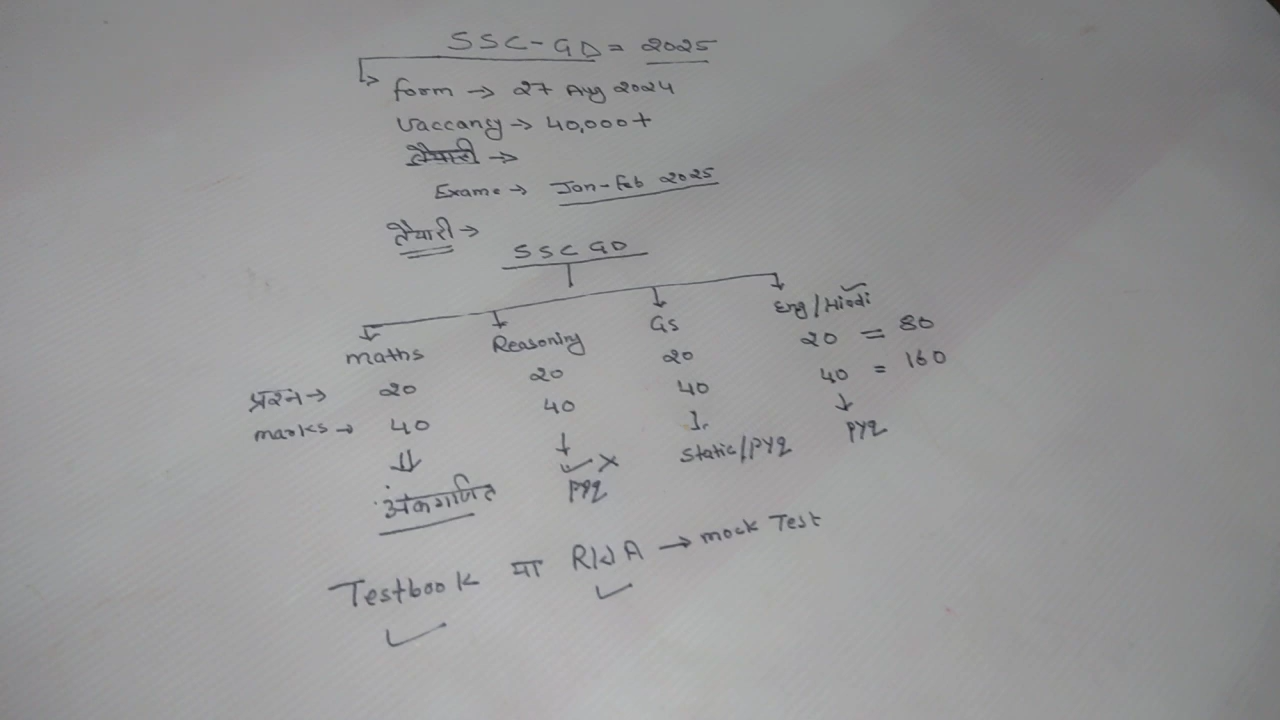 SSC-GD = 2025
form → 27 Aug 2024
Vaccancy → 40,000+
तैयारी →
Exame → Jan-Feb 2025
तैयारी →
SSC GD
maths Reasoning GS Eng/हिन्दी
प्रश्न → 20 20 20 20 = 80
marks → 40 40 40 40 = 160
अंकगणित PYQ Static/PYQ PYQ
Testbook या RWA → mock Test